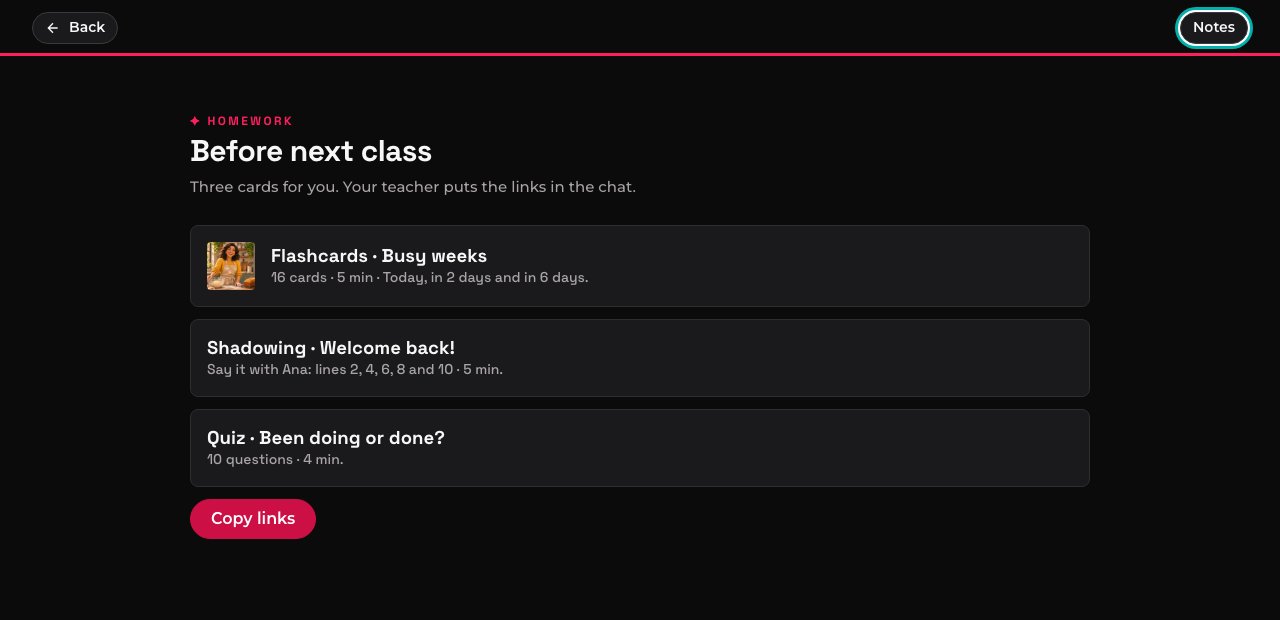 Back
Notes
HOMEWORK
Before next class
Three cards for you. Your teacher puts the links in the chat.
Flashcards · Busy weeks
16 cards · 5 min · Today, in 2 days and in 6 days.
Shadowing · Welcome back!
Say it with Ana: lines 2, 4, 6, 8 and 10 · 5 min.
Quiz · Been doing or done?
10 questions · 4 min.
Copy links